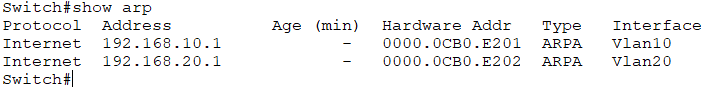 Switch#show arp
Protocol  Address          Age (min)  Hardware Addr   Type   Interface
Internet  192.168.10.1            -   0000.0CB0.E201  ARPA   Vlan10
Internet  192.168.20.1            -   0000.0CB0.E202  ARPA   Vlan20
Switch#